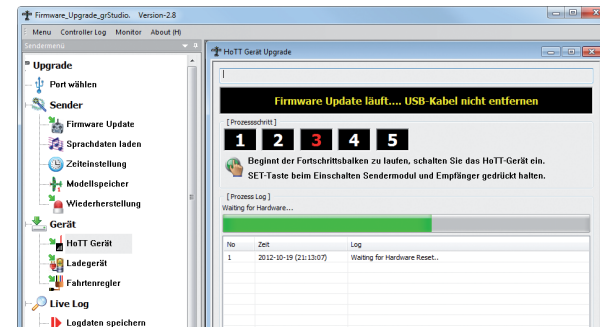 Firmware_Upgrade_grStudio. Version-2.8
Menu Controller Log Monitor About (H)
Sendermenü
Upgrade
Port wählen
Sender
Firmware Update
Sprachdaten laden
Zeiteinstellung
Modellspeicher
Wiederherstellung
Gerät
HoTT Gerät
Ladegerät
Fahrtenregler
Live Log
Logdaten speichern
HoTT Gerät Upgrade
Firmware Update läuft.... USB-Kabel nicht entfernen
[ Prozessschritt ]
1 2 3 4 5
Beginnt der Fortschrittsbalken zu laufen, schalten Sie das HoTT-Gerät ein.
SET-Taste beim Einschalten Sendermodul und Empfänger gedrückt halten.
[ Prozess Log ]
Waiting for Hardware...
No Zeit Log
1 2012-10-19 (21:13:07) Waiting for Hardware Reset..